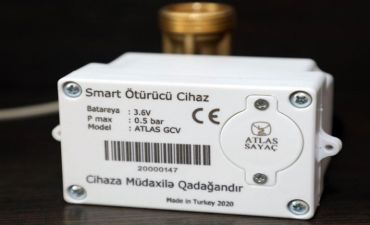 Smart Ötürücü Cihaz
Batareya : 3.6V
P max : 0.5 bar
Model : ATLAS GCV
CE
ATLAS
SAYAÇ
20000147
Cihaza Müdaxilə Qadağandır
Made in Turkey 2020